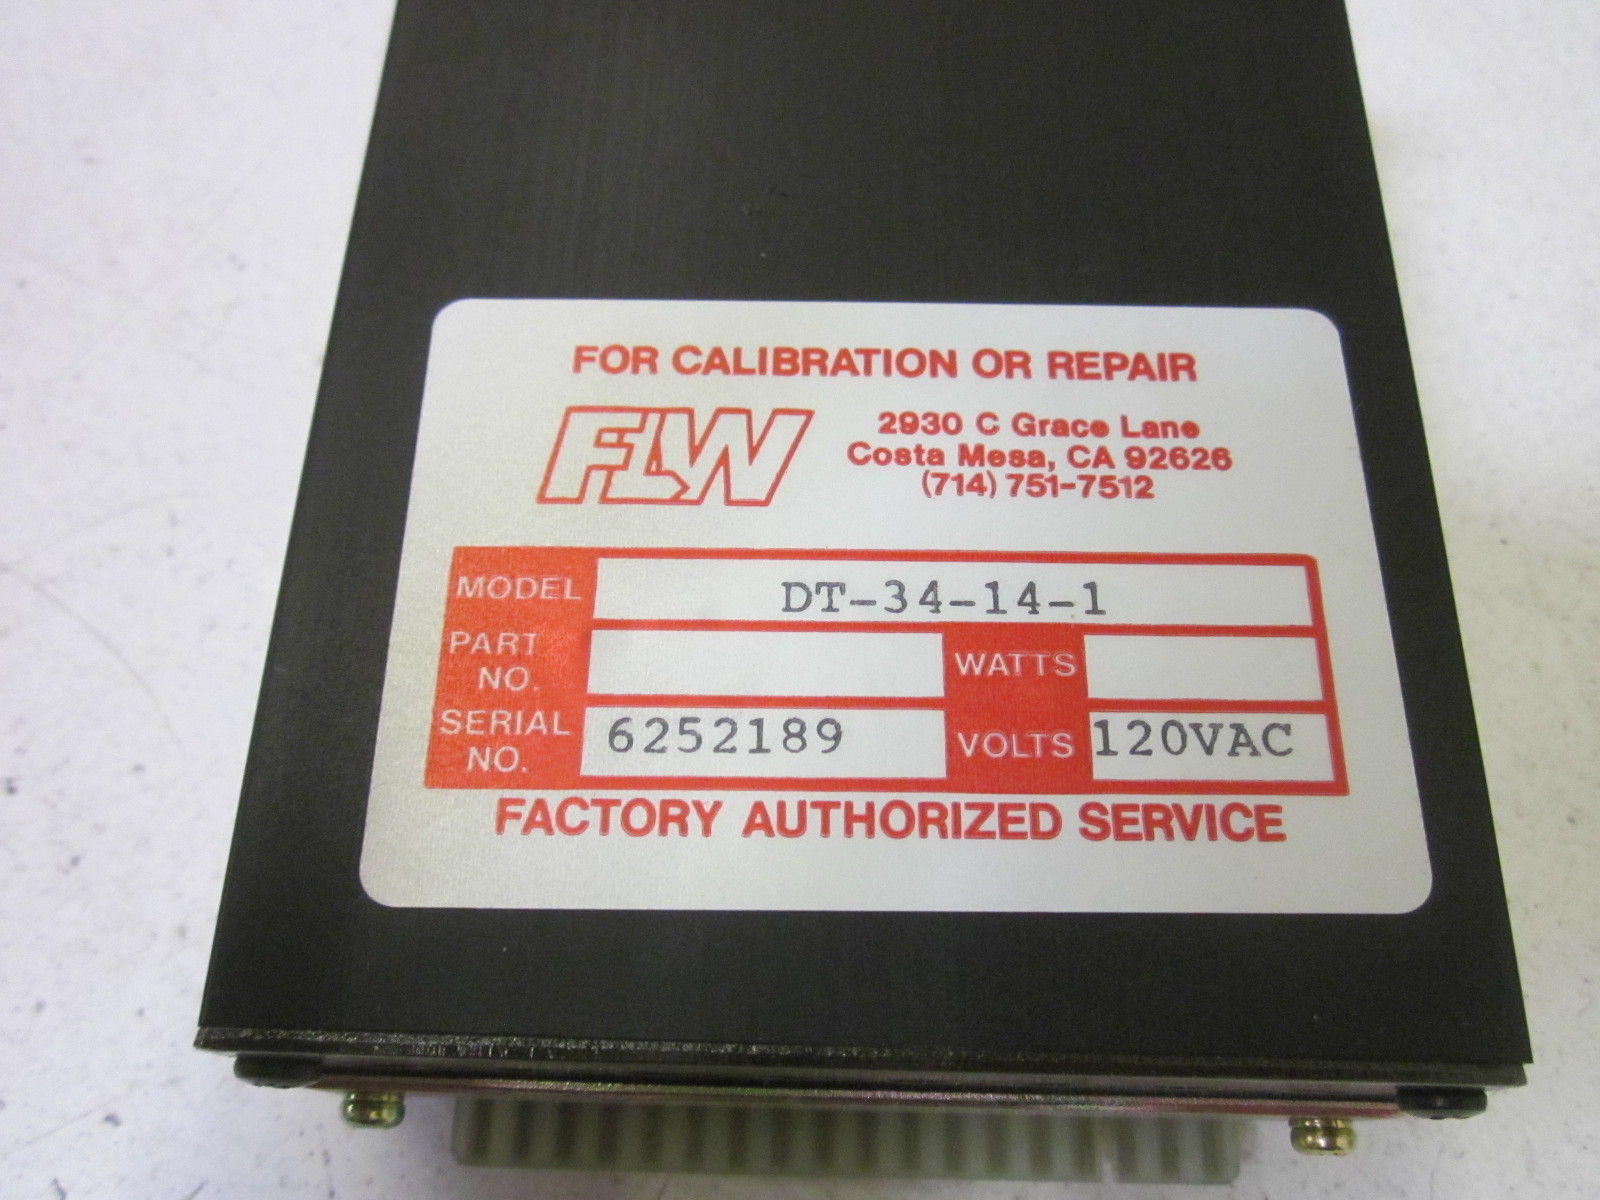 FOR CALIBRATION OR REPAIR
FLW
2930 C Grace Lane
Costa Mesa, CA 92626
(714) 751-7512
MODEL DT-34-14-1
PART NO.
WATTS
SERIAL NO. 6252189
VOLTS 120VAC
FACTORY AUTHORIZED SERVICE